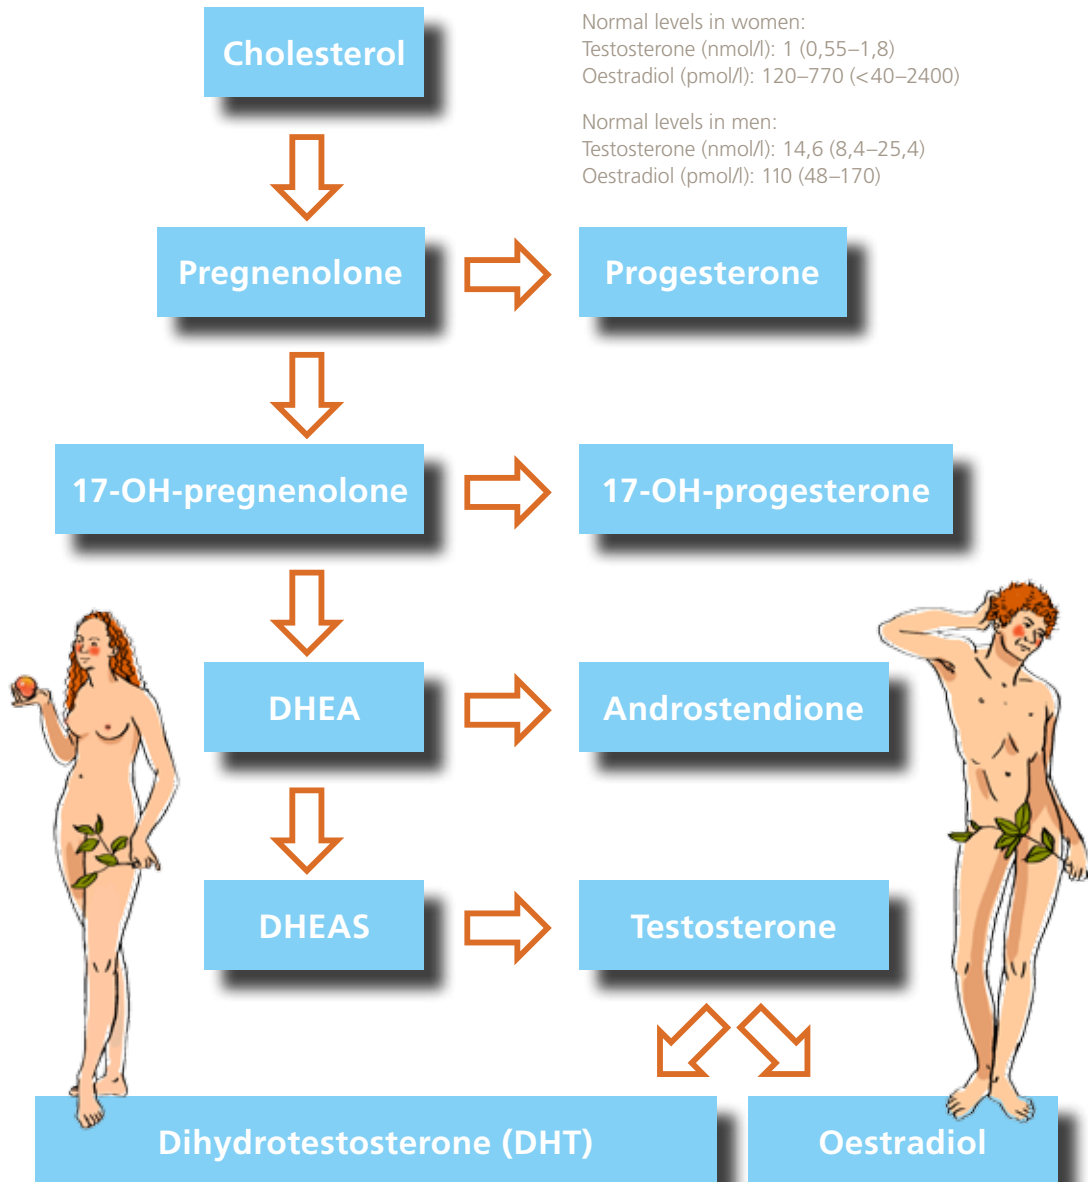 Cholesterol
Normal levels in women:
Testosterone (nmol/l): 1 (0,55–1,8)
Oestradiol (pmol/l): 120–770 (<40–2400)
Normal levels in men:
Testosterone (nmol/l): 14,6 (8,4–25,4)
Oestradiol (pmol/l): 110 (48–170)
Pregnenolone
Progesterone
17-OH-pregnenolone
17-OH-progesterone
DHEA
Androstendione
DHEAS
Testosterone
Dihydrotestosterone (DHT)
Oestradiol